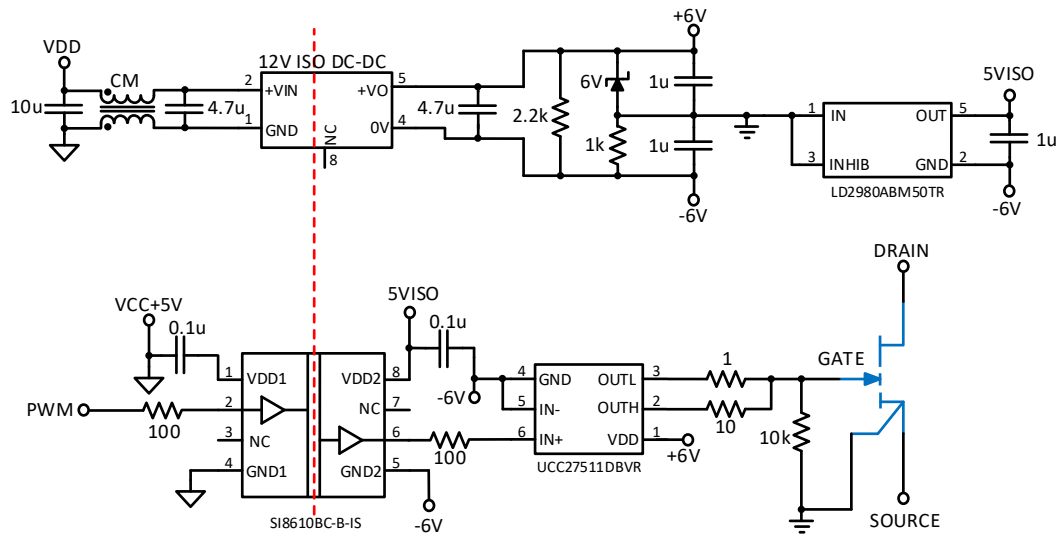 VDD
CM
10u
4.7u
12V ISO DC-DC
2
+VIN
1
GND
NC
8
+VO
5
0V
4
4.7u
2.2k
6V
1k
+6V
1u
1u
-6V
1
IN
3
INHIB
OUT
5
GND
2
LD2980ABM50TR
5VISO
1u
-6V
VCC+5V
0.1u
PWM
100
1
VDD1
2
3
NC
4
GND1
VDD2
8
NC
7
6
GND2
5
SI8610BC-B-IS
5VISO
0.1u
-6V
100
-6V
4
GND
5
IN-
6
IN+
OUTL
3
OUTH
2
VDD
1
UCC27511DBVR
+6V
1
10
10k
GATE
DRAIN
SOURCE